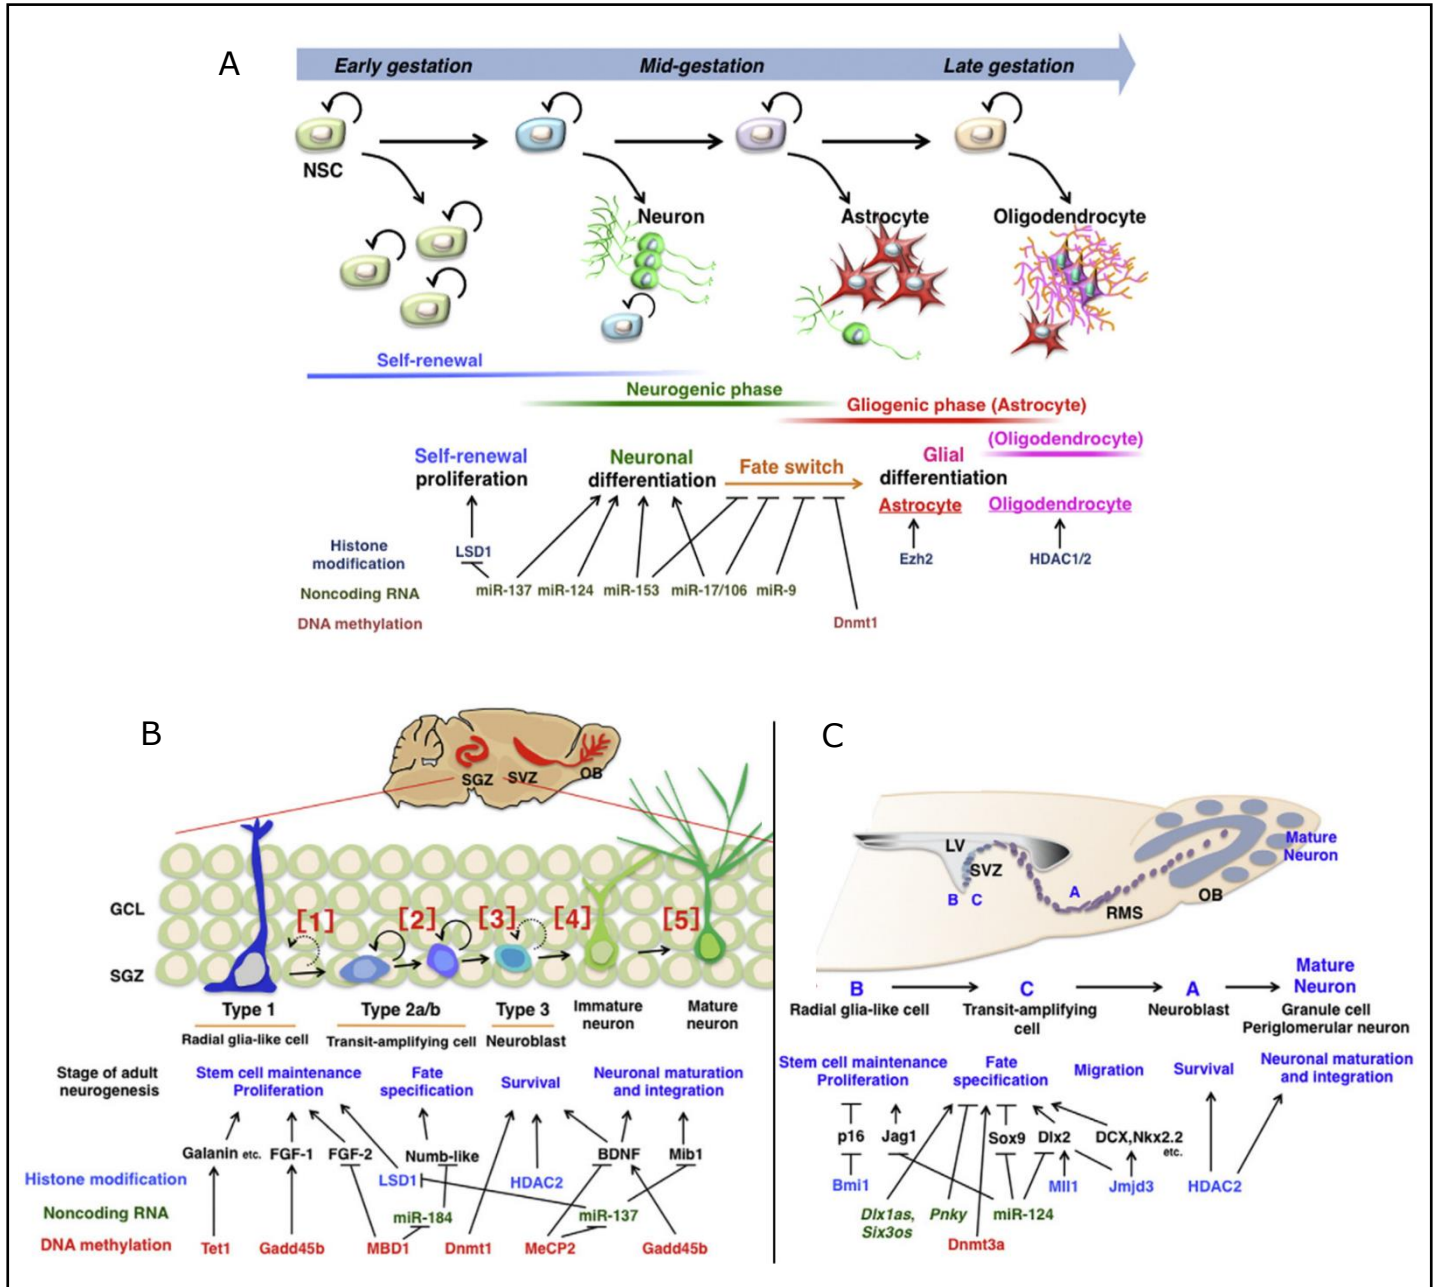 A
Early gestation Mid-gestation Late gestation
NSC
Neuron Astrocyte Oligodendrocyte
Self-renewal
Neurogenic phase
Gliogenic phase (Astrocyte)
(Oligodendrocyte)
Self-renewal
proliferation
Neuronal
differentiation
Fate switch
Glial
differentiation
Astrocyte Oligodendrocyte
Histone
modification
LSD1 Ezh2 HDAC1/2
Noncoding RNA miR-137 miR-124 miR-153 miR-17/106 miR-9
DNA methylation Dnmt1
B
SGZ SVZ OB
GCL
SGZ
[1] [2] [3] [4] [5]
Type 1 Type 2a/b Type 3 Immature
neuron
Mature
neuron
Radial glia-like cell Transit-amplifying cell Neuroblast
Stage of adult
neurogenesis
Stem cell maintenance
Proliferation
Fate
specification
Survival
Neuronal maturation
and integration
Galanin etc. FGF-1 FGF-2 Numb-like BDNF Mib1
Histone modification LSD1 HDAC2
Noncoding RNA miR-184 miR-137
DNA methylation Tet1 Gadd45b MBD1 Dnmt1 MeCP2 Gadd45b
C
LV
SVZ
B C
A
RMS
OB
Mature
Neuron
B C A Mature
Neuron
Radial glia-like cell Transit-amplifying
cell
Neuroblast
Granule cell
Periglomerular neuron
Stem cell maintenance
Proliferation
Fate
specification
Migration
Survival
Neuronal maturation
and integration
p16 Jag1 Sox9 Dlx2 DCX,Nkx2.2
etc.
Bmi1 Mll1 Jmjd3 HDAC2
Dlx1as,
Six3os
Pnky miR-124
Dnmt3a